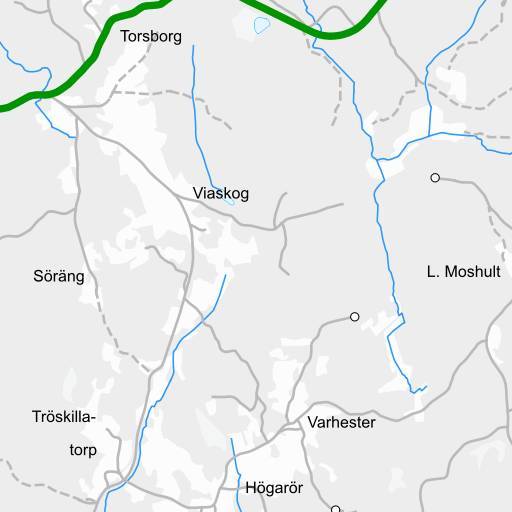 Torsborg
Viaskog
Söräng
L. Moshult
Tröskilla-
torp
Varhester
Högarör